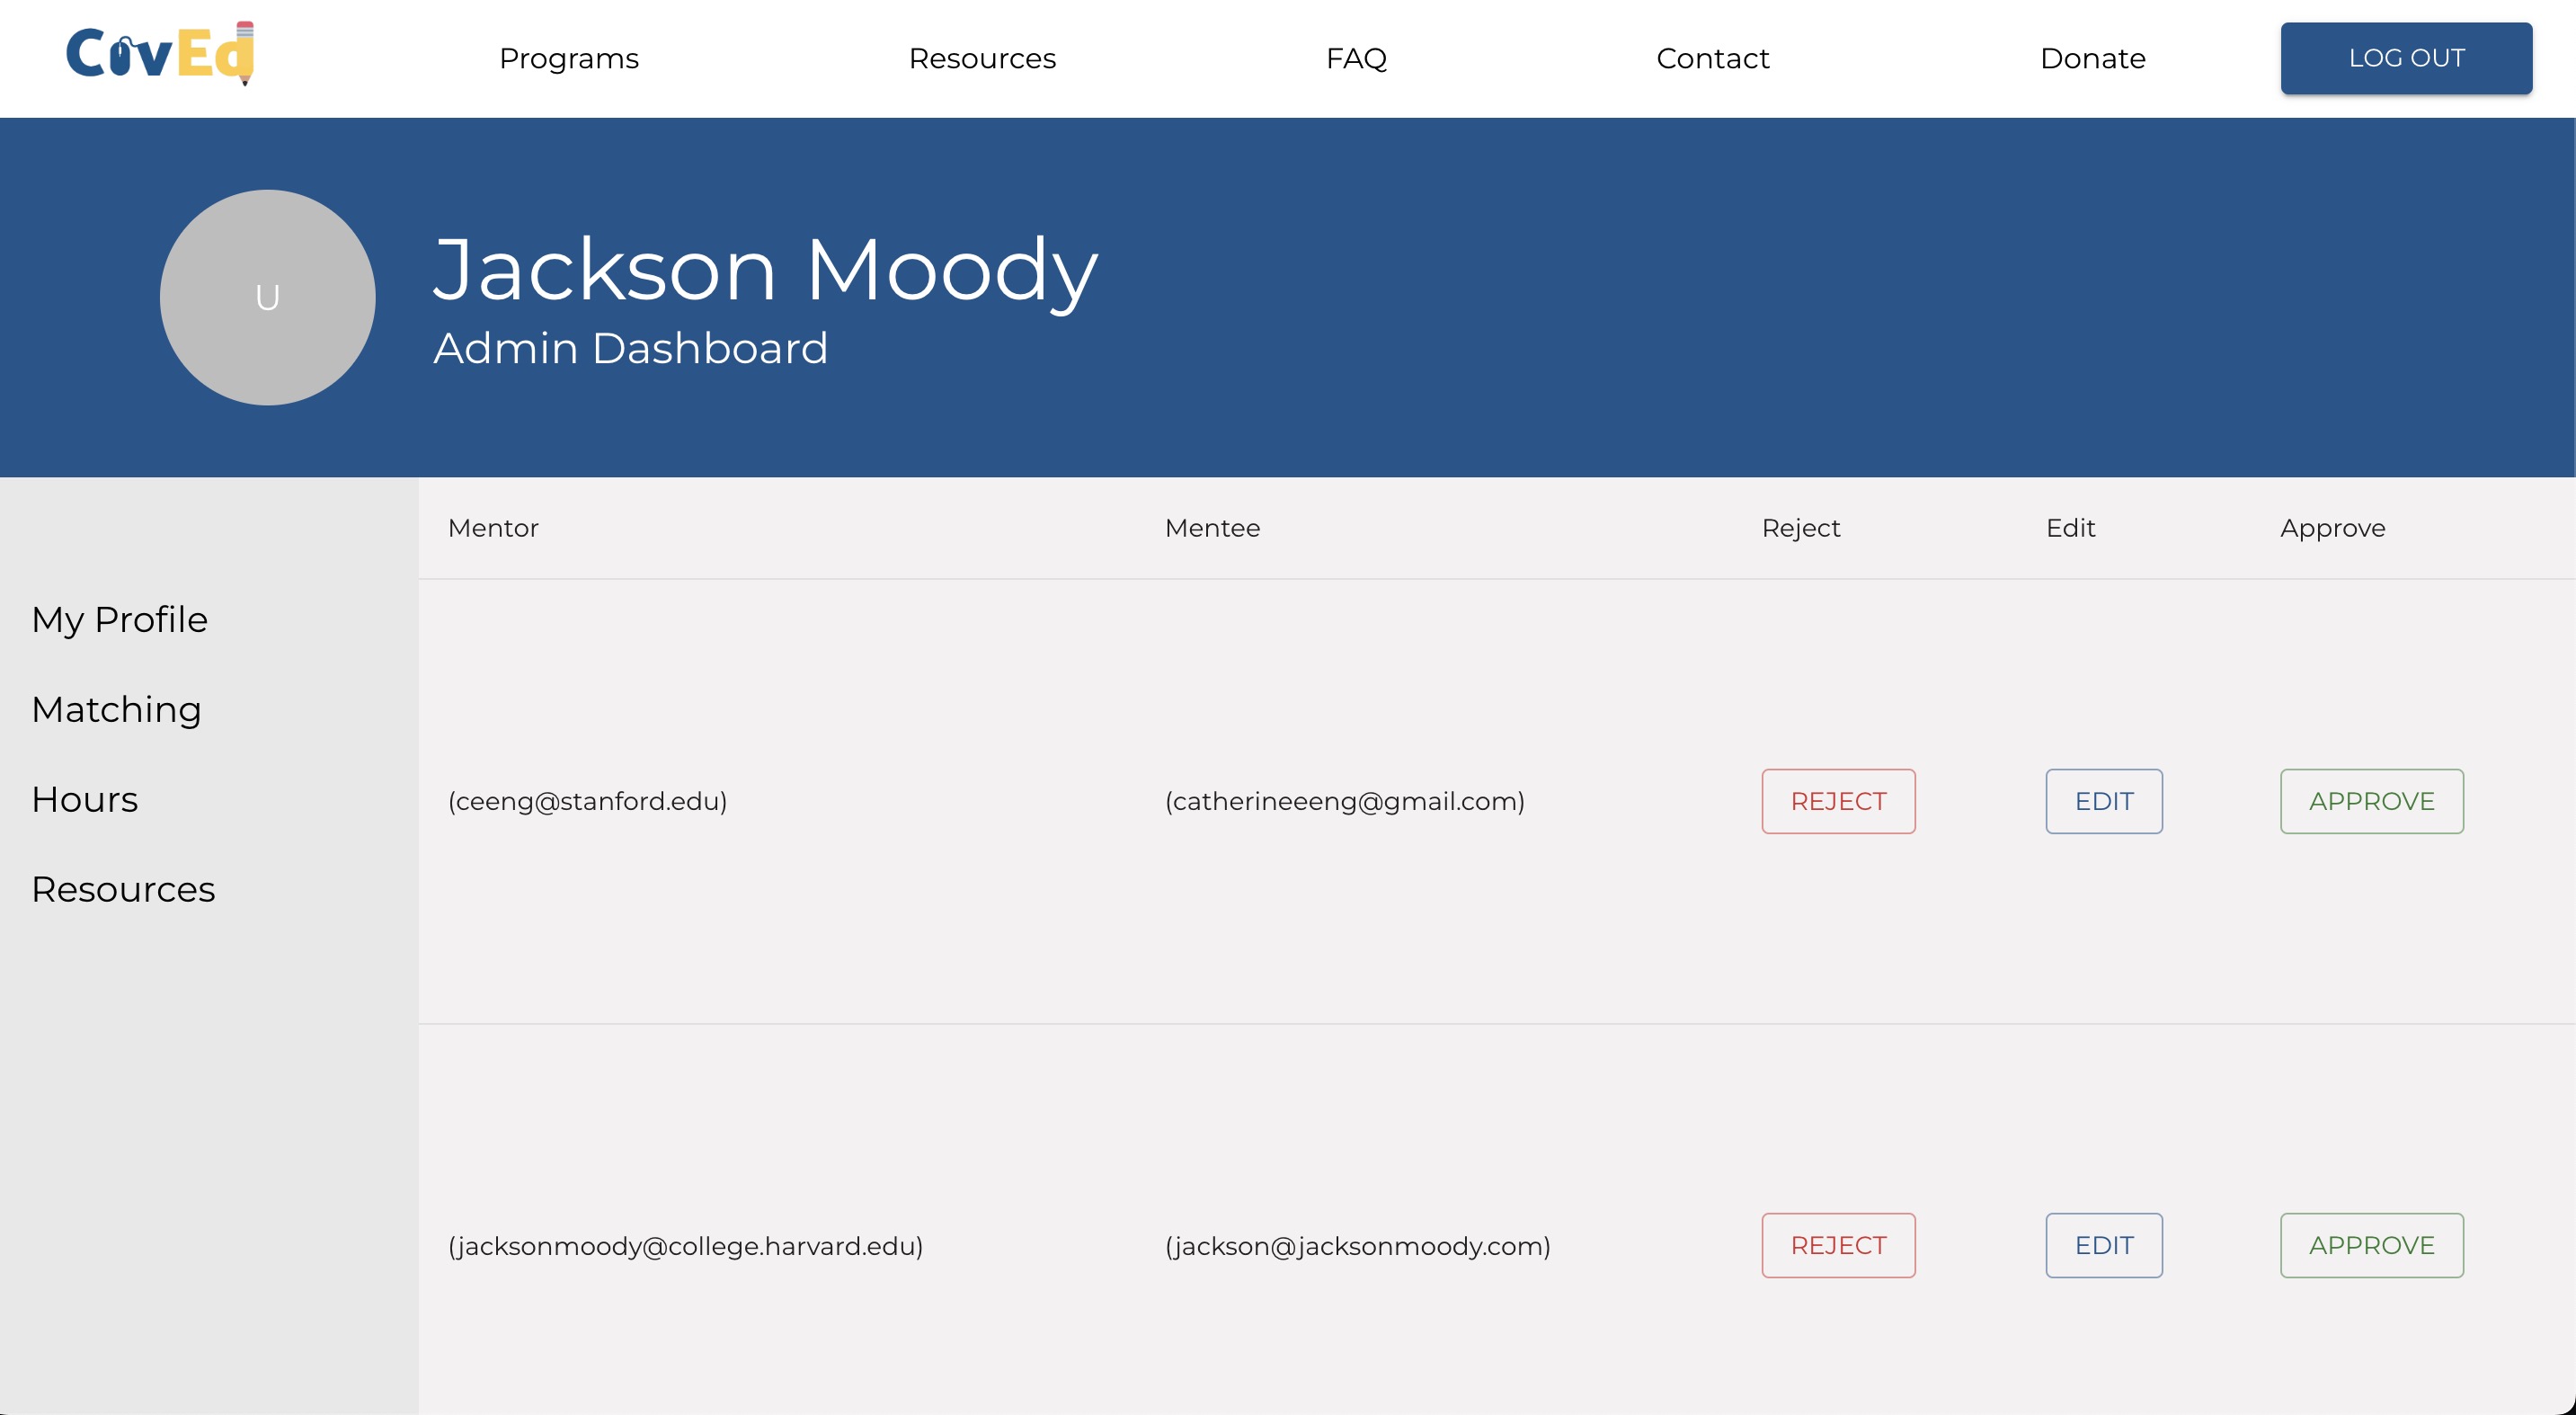 CovEd
Programs Resources FAQ Contact Donate LOG OUT
U
Jackson Moody
Admin Dashboard
Mentor Mentee Reject Edit Approve
My Profile
Matching
Hours
Resources
(ceeng@stanford.edu) (catherineeeng@gmail.com) REJECT EDIT APPROVE
(jacksonmoody@college.harvard.edu) (jackson@jacksonmoody.com) REJECT EDIT APPROVE